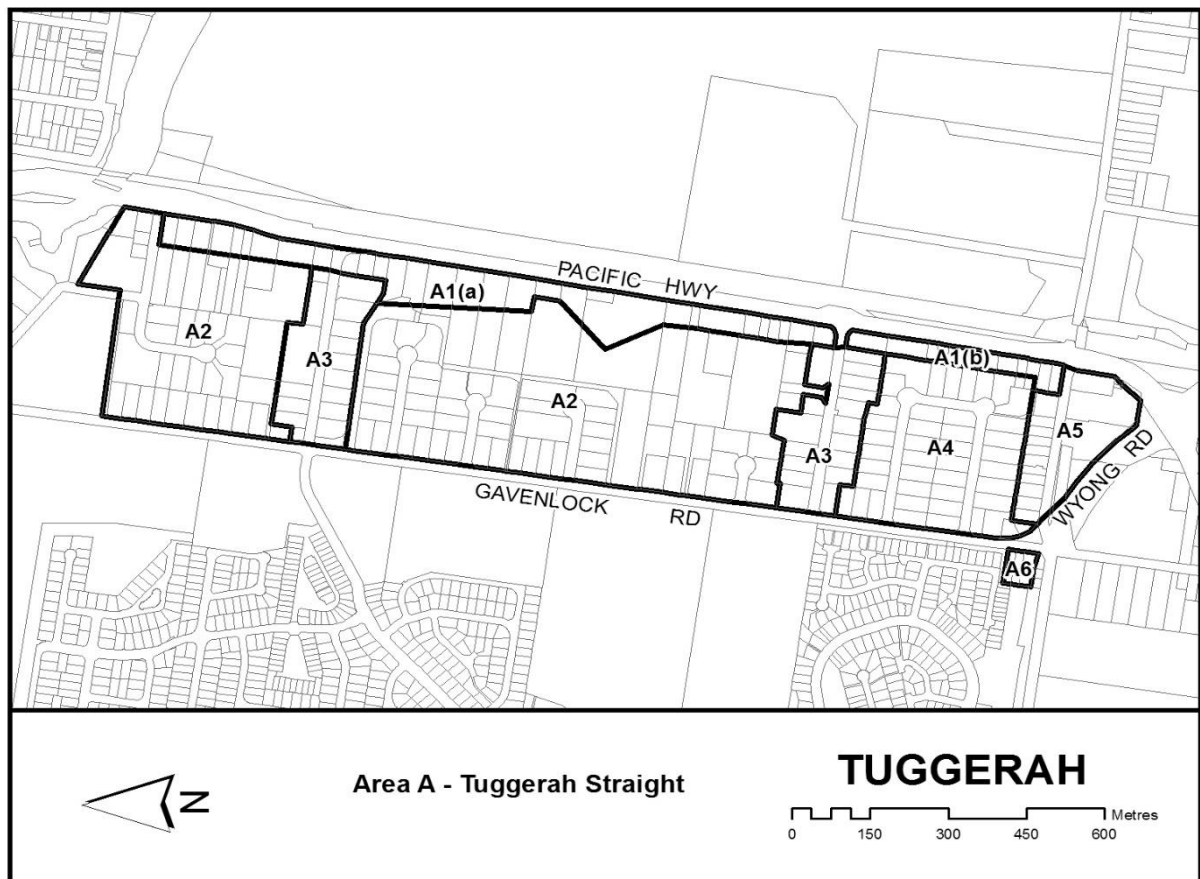 PACIFIC HWY
A1(a)
A2
A3
A1(b)
A2
A5
A3
A4
WYONG RD
GAVENLOCK RD
A6
Area A - Tuggerah Straight
TUGGERAH
N
Metres
0 150 300 450 600